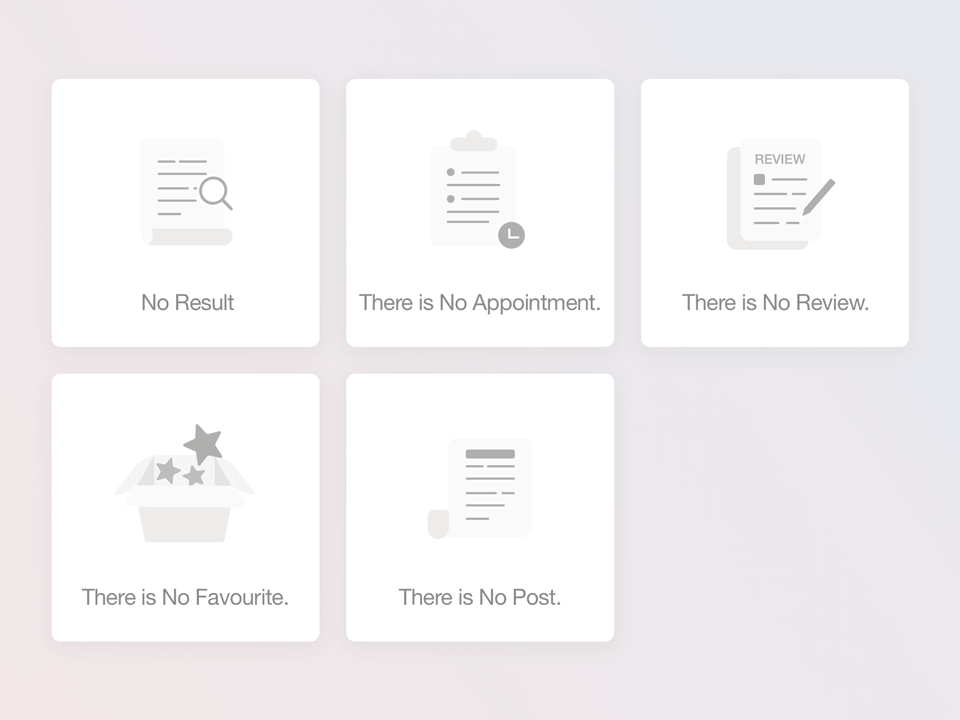 No Result
There is No Appointment.
REVIEW
There is No Review.
There is No Favourite.
There is No Post.